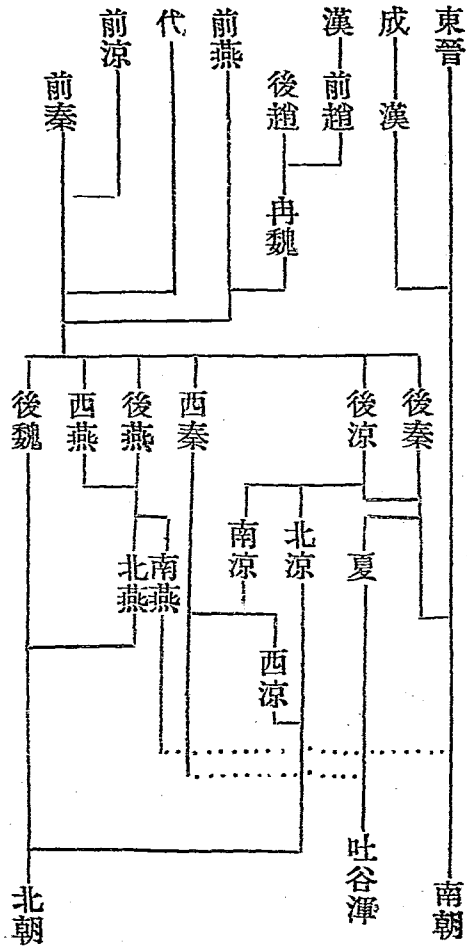 東晉
成
漢
漢
前趙
後趙
冉魏
前燕
代
前涼
前秦
後秦
後涼
西秦
後燕
西燕
後魏
夏
北涼
南涼
南燕
北燕
西涼
南朝
吐谷渾
北朝